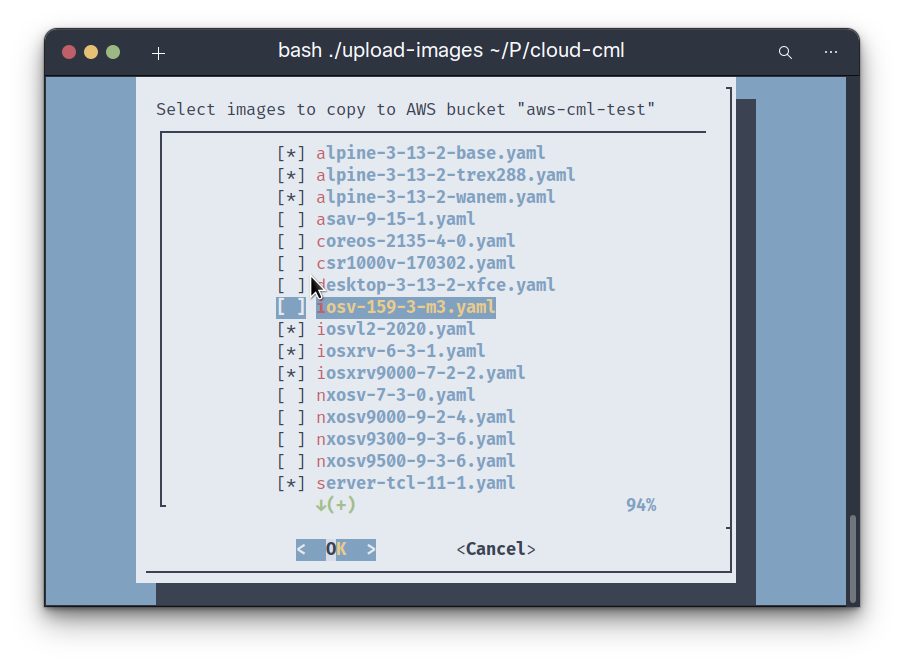 bash ./upload-images ~/P/cloud-cml
Select images to copy to AWS bucket "aws-cml-test"
[*] alpine-3-13-2-base.yaml
[*] alpine-3-13-2-trex288.yaml
[*] alpine-3-13-2-wanem.yaml
[ ] asav-9-15-1.yaml
[ ] coreos-2135-4-0.yaml
[ ] csr1000v-170302.yaml
[ ] desktop-3-13-2-xfce.yaml
[ ] iosv-159-3-m3.yaml
[*] iosvl2-2020.yaml
[*] iosxrv-6-3-1.yaml
[*] iosxrv9000-7-2-2.yaml
[ ] nxosv-7-3-0.yaml
[ ] nxosv9000-9-2-4.yaml
[ ] nxosv9300-9-3-6.yaml
[ ] nxosv9500-9-3-6.yaml
[*] server-tcl-11-1.yaml
↓(+) 94%
< OK > <Cancel>